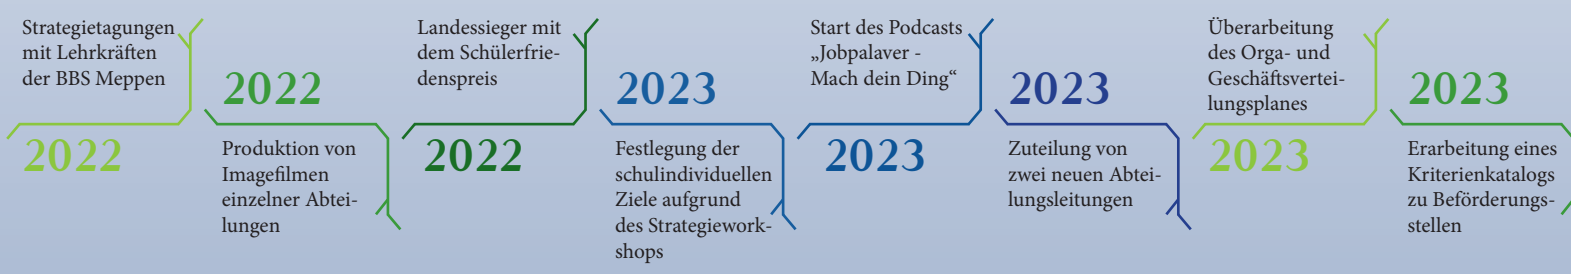 Strategietagungen
mit Lehrkräften
der BBS Meppen
2022
2022
Produktion von
Imagefilmen
einzelner Abtei-
lungen
Landessieger mit
dem Schülerfrie-
denspreis
2022
2023
Festlegung der
schulindividuellen
Ziele aufgrund
des Strategiework-
shops
Start des Podcasts
„Jobpalaver -
Mach dein Ding“
2023
2023
Zuteilung von
zwei neuen Abtei-
lungsleitungen
Überarbeitung
des Orga- und
Geschäftsvertei-
lungsplanes
2023
2023
Erarbeitung eines
Kriterienkatalogs
zu Beförderungs-
stellen